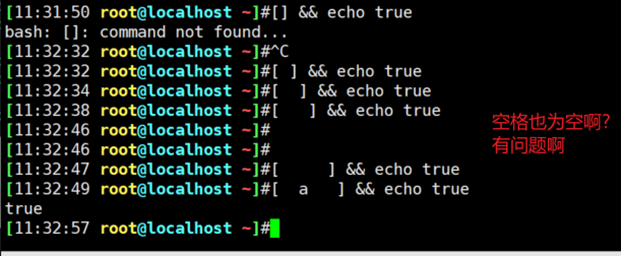 [11:31:50 root@localhost ~]#[] && echo true
bash: []: command not found...
[11:32:32 root@localhost ~]#^C
[11:32:32 root@localhost ~]#[ ] && echo true
[11:32:34 root@localhost ~]#[  ] && echo true
[11:32:38 root@localhost ~]#[   ] && echo true
[11:32:46 root@localhost ~]#
[11:32:46 root@localhost ~]#
[11:32:47 root@localhost ~]#[     ] && echo true
[11:32:49 root@localhost ~]#[  a   ] && echo true
true
[11:32:57 root@localhost ~]#
空格也为空啊?
有问题啊